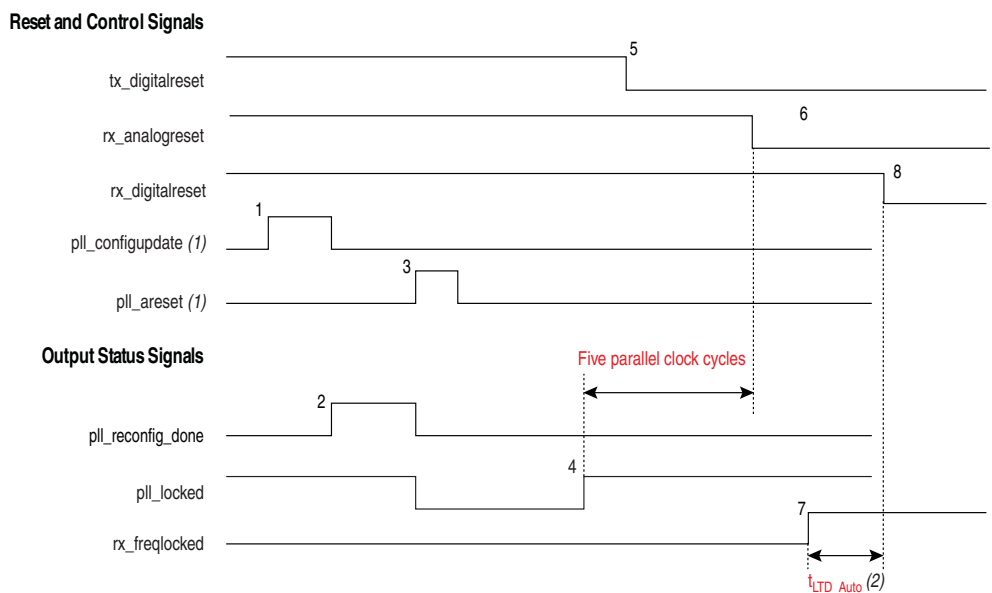 Reset and Control Signals
5
tx_digitalreset
6
rx_analogreset
8
rx_digitalreset
1
pll_configupdate (1)
3
pll_areset (1)
Output Status Signals
Five parallel clock cycles
2
pll_reconfig_done
4
pll_locked
7
rx_freqlocked
tLTD_Auto (2)